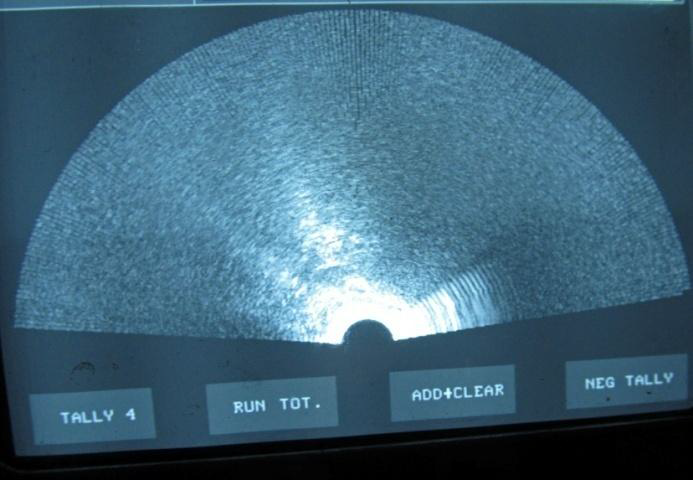 TALLY 4
RUN TOT.
ADD+CLEAR
NEG TALLY